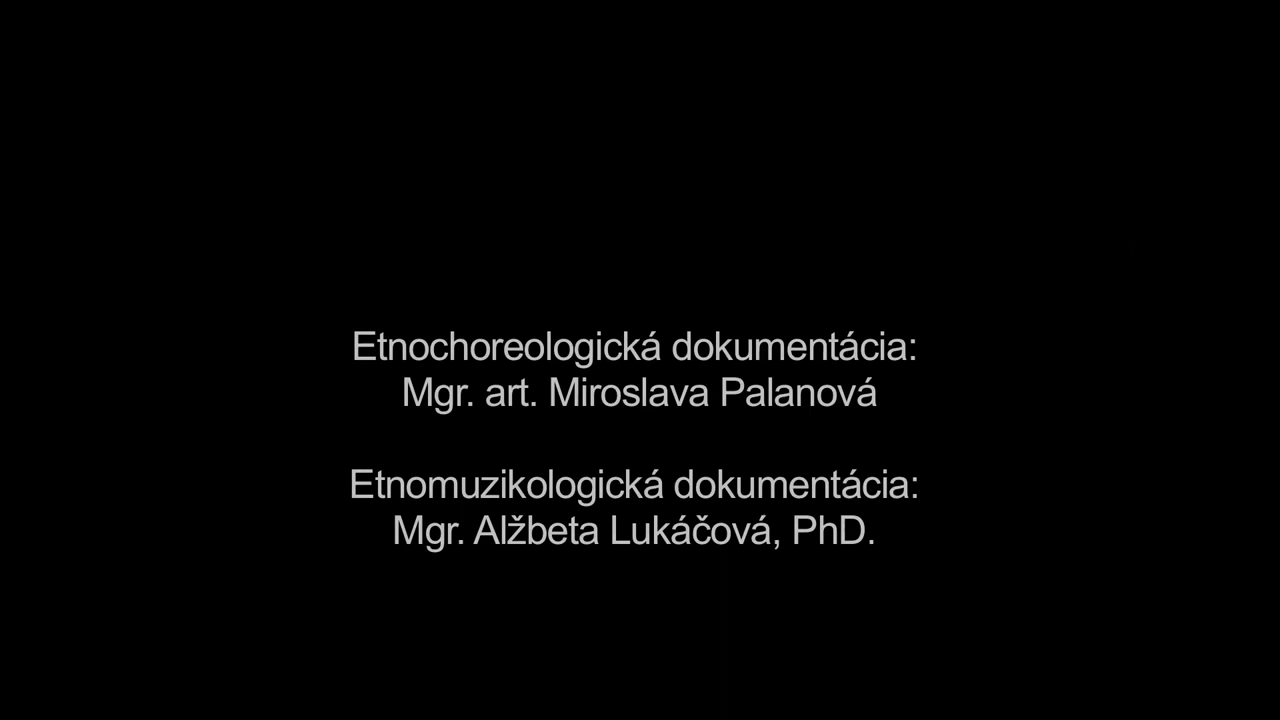 Etnochoreologická dokumentácia:
Mgr. art. Miroslava Palanová
Etnomuzikologická dokumentácia:
Mgr. Alžbeta Lukáčová, PhD.